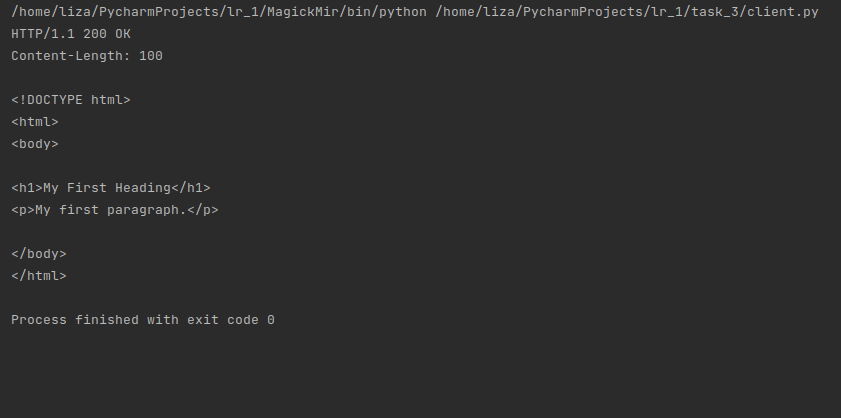 /home/liza/PycharmProjects/lr_1/MagickMir/bin/python /home/liza/PycharmProjects/lr_1/task_3/client.py
HTTP/1.1 200 OK
Content-Length: 100
<!DOCTYPE html>
<html>
<body>
<h1>My First Heading</h1>
<p>My first paragraph.</p>
</body>
</html>
Process finished with exit code 0